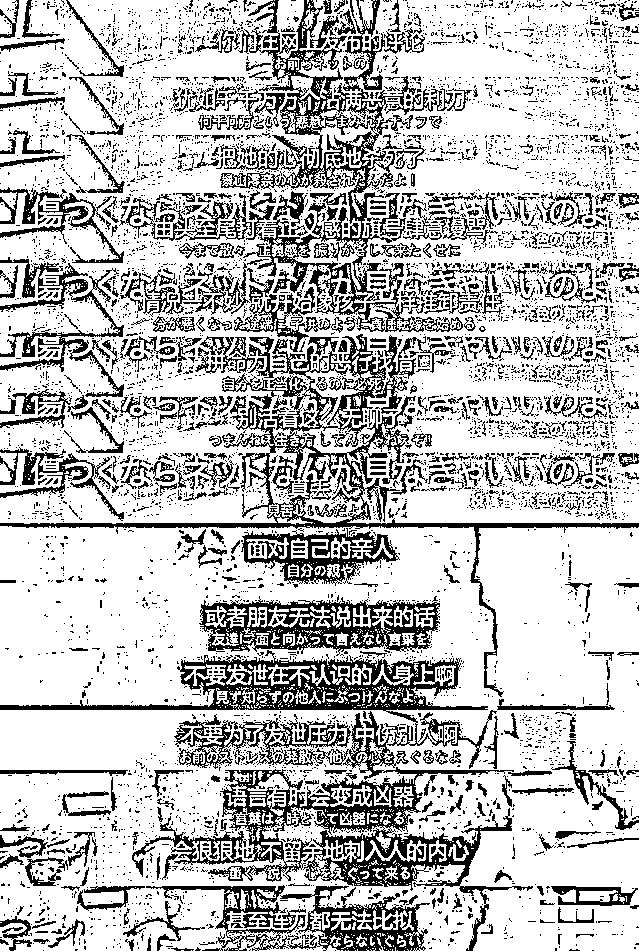 你们在网上发布的评论
お前らネットの
犹如千千万万个沾满恶意的利刃
何千何万という悪意にまみれたナイフで
把她的心彻底地杀死了
景山澪奈の心が殺されたんだよ!
傷つくならネットなんか見なきゃいいのよ
由头至尾打着正义感的旗号肆意谩骂
今まで散々 正義感を振りかざして来たくせに
傷つくならネットなんか見なきゃいいのよ
情况一不妙 就开始像孩子一样推卸责任
分が悪くなった途端 子供のように責任転嫁を始める。
傷つくならネットなんか見なきゃいいのよ
拼命为自己的恶行找借口
自分を正当化するのに必死だな。
傷つくならネットなんか見なきゃいいのよ
别活着这么无聊了
つまんねえ生き方してんじゃねえぞ!
傷つくならネットなんか見なきゃいいのよ
見苦しいんだよ
面对自己的亲人
自分の親や
或者朋友无法说出来的话
友達に面と向かって言えない言葉を
不要发泄在不认识的人身上啊
見ず知らずの他人にぶつけんなよ。
不要为了发泄压力 中伤别人啊
お前のストレスの発散で他人の心をえぐるなよ
语言有时会变成凶器
言葉は 時として凶器になる
会狠狠地 不留余地刺入人的内心
重く 鋭く 心をえぐって来る
甚至连刀都无法比拟
ナイフなんて比じゃないぐらい